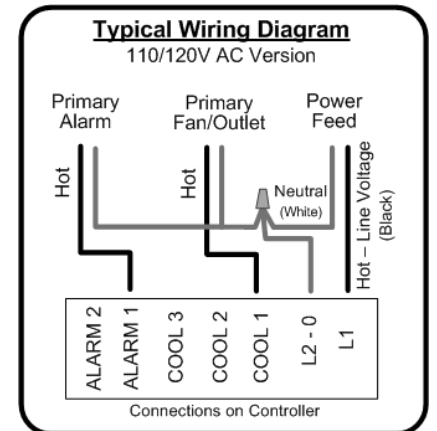 Typical Wiring Diagram
110/120V AC Version
Primary
Alarm
Primary
Fan/Outlet
Power
Feed
Hot
Hot
Neutral
(White)
Hot – Line Voltage
(Black)
ALARM 2
ALARM 1
COOL 3
COOL 2
COOL 1
L2 - 0
L1
Connections on Controller